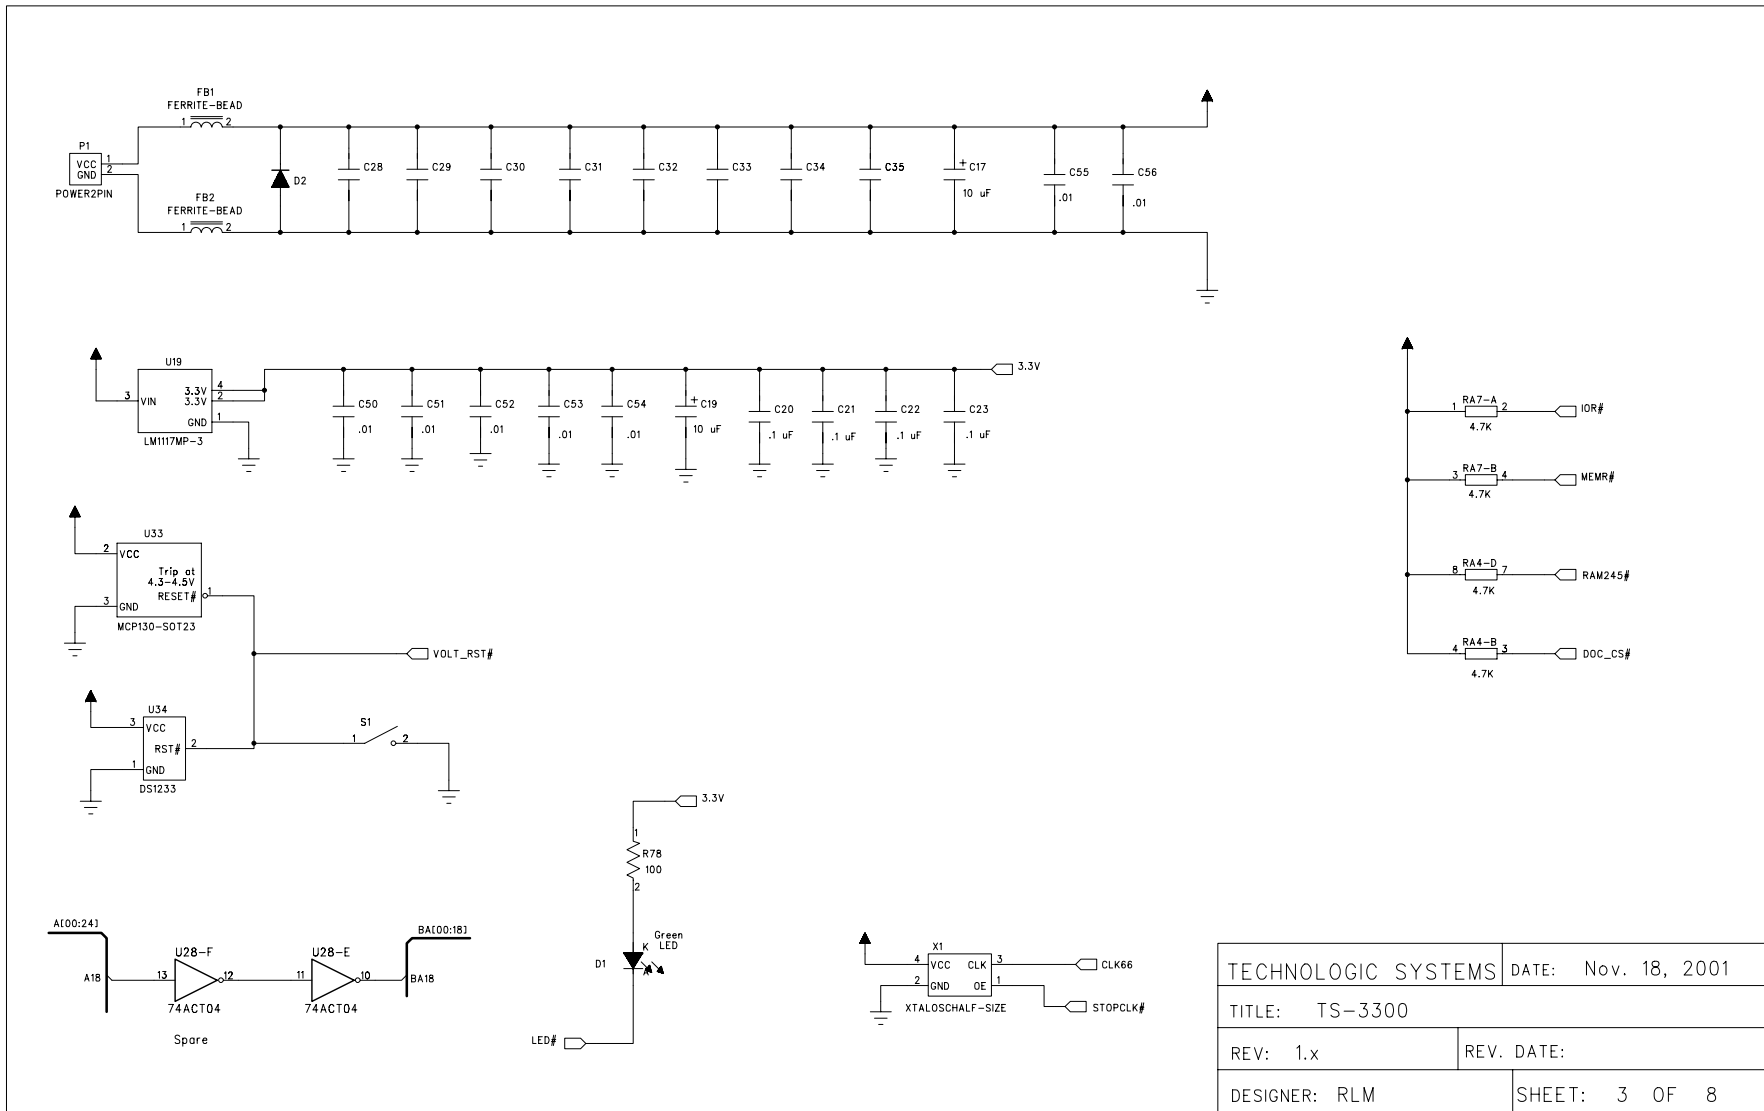 FB1
FERRITE-BEAD
1 2
P1
VCC 1
GND 2
POWER2PIN
FB2
FERRITE-BEAD
1 2
D2
C28
C29
C30
C31
C32
C33
C34
C35
+ C17
10 uF
C55
.01
C56
.01
U19
3 VIN
3.3V 4
3.3V 2
GND 1
LM1117MP-3
3.3V
C50
.01
C51
.01
C52
.01
C53
.01
C54
.01
+ C19
10 uF
C20
.1 uF
C21
.1 uF
C22
.1 uF
C23
.1 uF
RA7-A
1 2
4.7K
IOR#
RA7-B
3 4
4.7K
MEMR#
RA4-D
8 7
4.7K
RAM245#
RA4-B
4 3
4.7K
DOC_CS#
U33
2 VCC
Trip at
4.3-4.5V
RESET# 1
3 GND
MCP130-SOT23
VOLT_RST#
U34
3 VCC
RST# 2
1 GND
DS1233
S1
1 2
3.3V
1
R78
100
2
Green
LED
K
D1
A
LED#
A[00:24]
A18
U28-F
13 12
74ACT04
U28-E
11 10
74ACT04
BA[00:18]
BA18
Spare
X1
4 VCC CLK 3
2 GND OE 1
XTALOSCHALF-SIZE
CLK66
STOPCLK#
TECHNOLOGIC SYSTEMS DATE: Nov. 18, 2001
TITLE: TS-3300
REV: 1.x REV. DATE:
DESIGNER: RLM SHEET: 3 OF 8